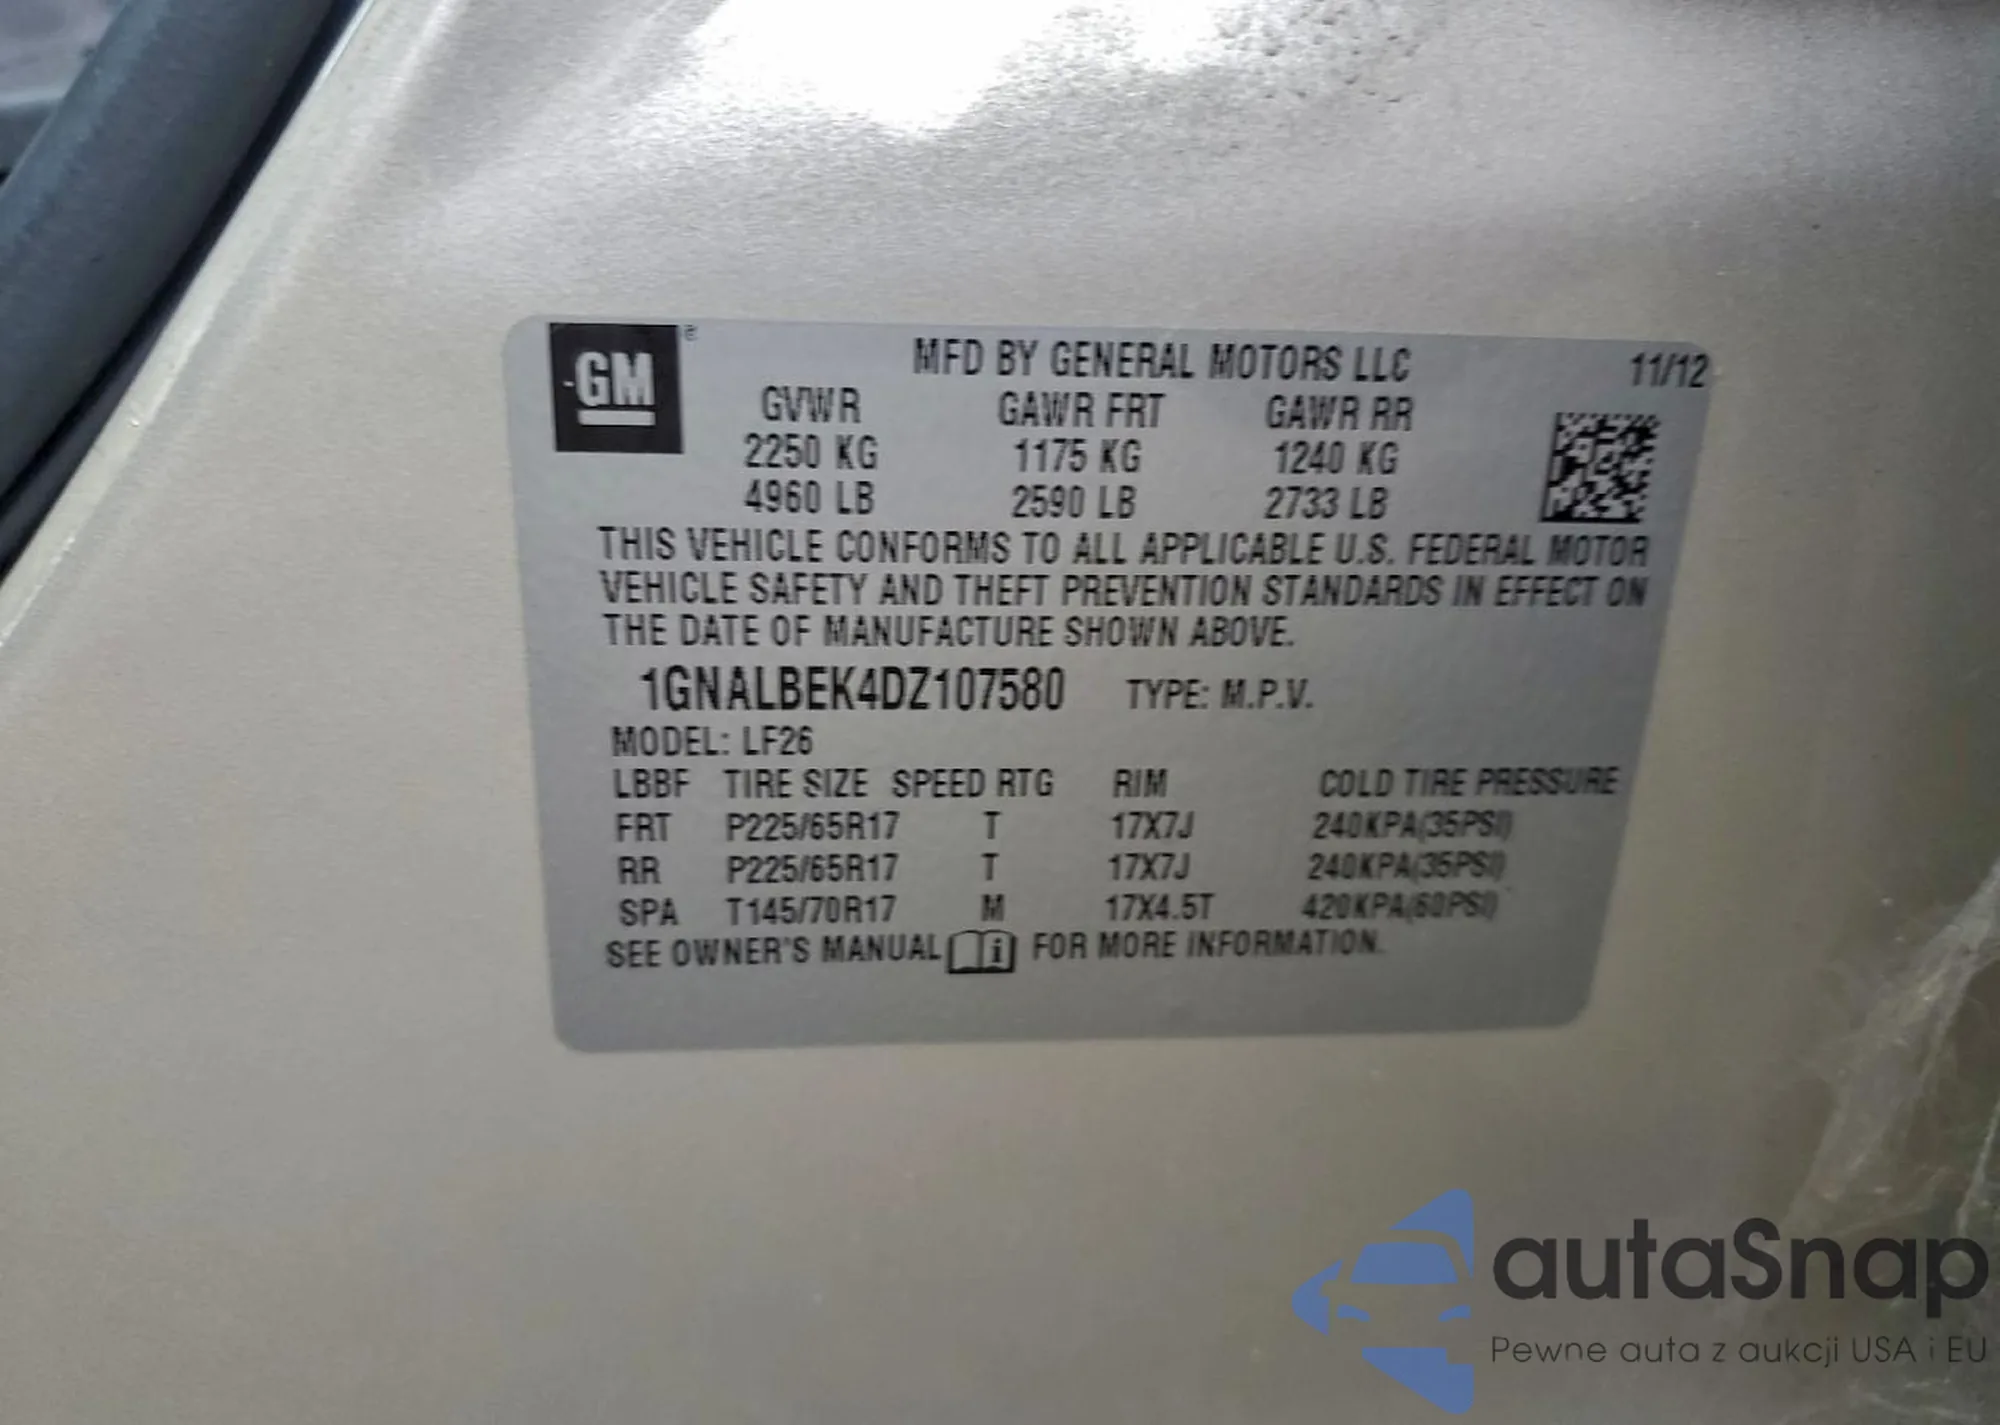 GM ®
MFD BY GENERAL MOTORS LLC 11/12
GVWR GAWR FRT GAWR RR
2250 KG 1175 KG 1240 KG
4960 LB 2590 LB 2733 LB
THIS VEHICLE CONFORMS TO ALL APPLICABLE U.S. FEDERAL MOTOR
VEHICLE SAFETY AND THEFT PREVENTION STANDARDS IN EFFECT ON
THE DATE OF MANUFACTURE SHOWN ABOVE.
1GNALBEK4DZ107580 TYPE: M.P.V.
MODEL: LF26
LBBF TIRE SIZE SPEED RTG RIM COLD TIRE PRESSURE
FRT P225/65R17 T 17X7J 240KPA(35PSI)
RR P225/65R17 T 17X7J 240KPA(35PSI)
SPA T145/70R17 M 17X4.5T 420KPA(60PSI)
SEE OWNER'S MANUAL i FOR MORE INFORMATION.
autaSnap
Pewne auta z aukcji USA i EU